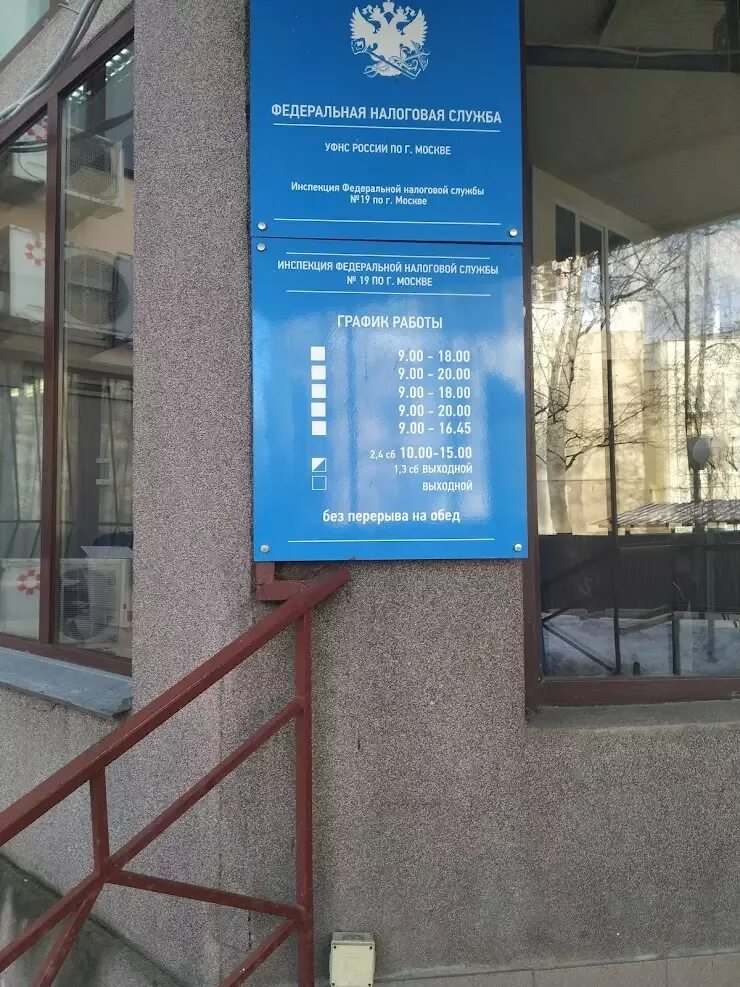 ФЕДЕРАЛЬНАЯ НАЛОГОВАЯ СЛУЖБА
УФНС РОССИИ ПО Г. МОСКВЕ
Инспекция Федеральной налоговой службы
№19 по г. Москве
ИНСПЕКЦИЯ ФЕДЕРАЛЬНОЙ НАЛОГОВОЙ СЛУЖБЫ
№ 19 ПО Г. МОСКВЕ
ГРАФИК РАБОТЫ
9.00 - 18.00
9.00 - 20.00
9.00 - 18.00
9.00 - 20.00
9.00 - 16.45
2,4 сб 10.00-15.00
1,3 сб ВЫХОДНОЙ
ВЫХОДНОЙ
без перерыва на обед